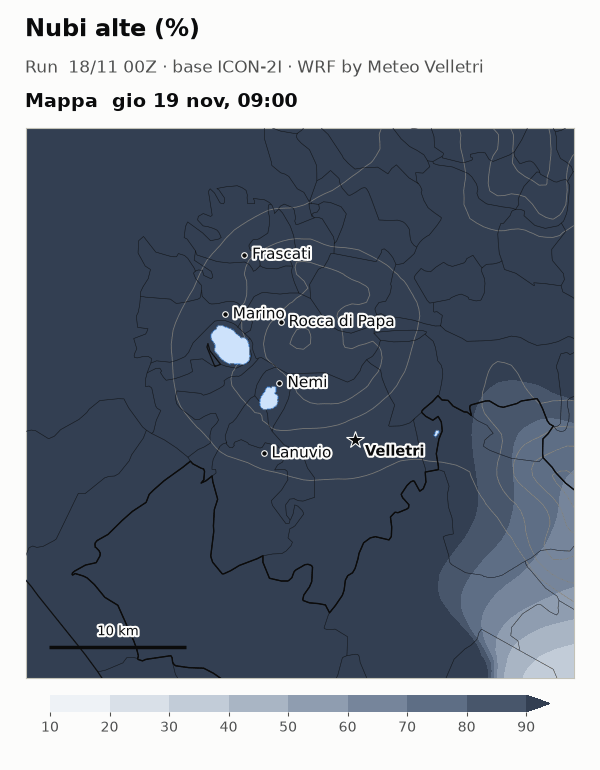 Nubi alte (%)
Run  18/11 00Z · base ICON-2I · WRF by Meteo Velletri
Mappa  gio 19 nov, 09:00
Frascati
Marino
Rocca di Papa
Nemi
Velletri
Lanuvio
10 km
10 20 30 40 50 60 70 80 90